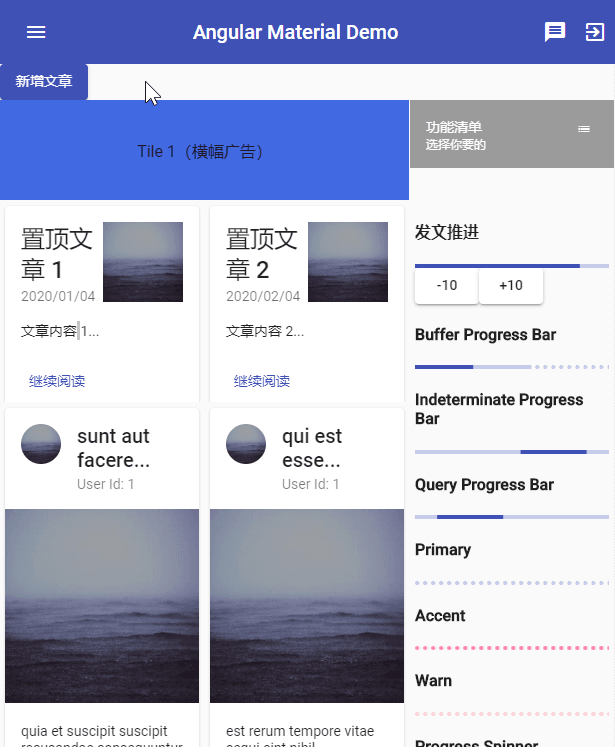 Angular Material Demo
新增文章
Tile 1（横幅广告）
功能清单
选择你要的
置顶文
章 1
2020/01/04
文章内容 1...
继续阅读
置顶文
章 2
2020/02/04
文章内容 2...
继续阅读
sunt aut
facere...
User Id: 1
quia et suscipit suscipit
qui est
esse...
User Id: 1
est rerum tempore vitae
发文推进
-10
+10
Buffer Progress Bar
Indeterminate Progress
Bar
Query Progress Bar
Primary
Accent
Warn
Progress Spinner